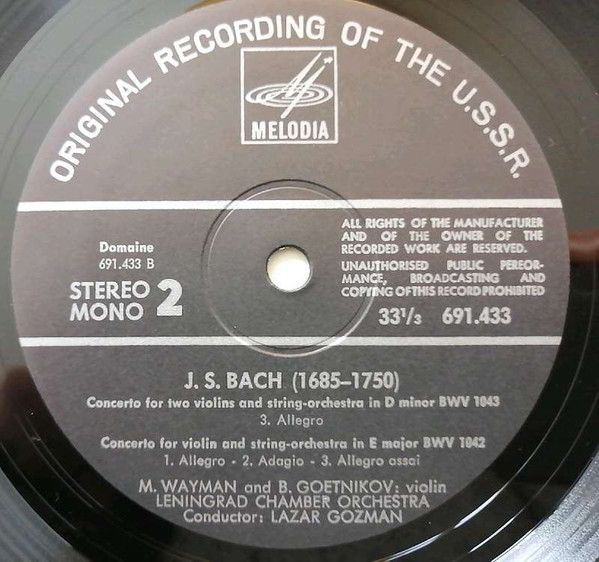 ORIGINAL RECORDING OF THE U.S.S.R.
MELODIA
Domaine
691.433 B
STEREO
MONO 2
ALL RIGHTS OF THE MANUFACTURER
AND OF THE OWNER OF THE
RECORDED WORK ARE RESERVED.
UNAUTHORISED PUBLIC PEREOR-
MANCE, BROADCASTING AND
COPYING OF THIS RECORD PROHIBITED
33 1/3 691.433
J. S. BACH (1685–1750)
Concerto for two violins and string-orchestra in D minor BWV 1043
3. Allegro
Concerto for violin and string-orchestra in E major BWV 1042
1. Allegro - 2. Adagio - 3. Allegro assai
M. WAYMAN and B. GOETNIKOV: violin
LENINGRAD CHAMBER ORCHESTRA
Conductor: LAZAR GOZMAN